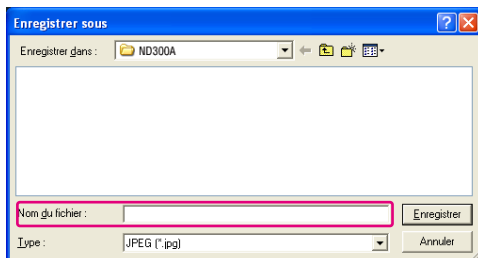 Enregistrer sous
Enregistrer dans : ND300A
Nom du fichier : Enregistrer
Type : JPEG (*.jpg) Annuler